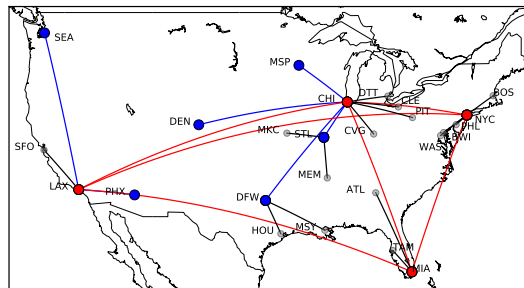 SEA
MSP
CHI
DTT
CLE
BOS
PIT
NYC
PHL
BWI
WAS
DEN
MKC
STL
CVG
SFO
MEM
LAX
PHX
DFW
ATL
HOU
MSY
TAM
MIA